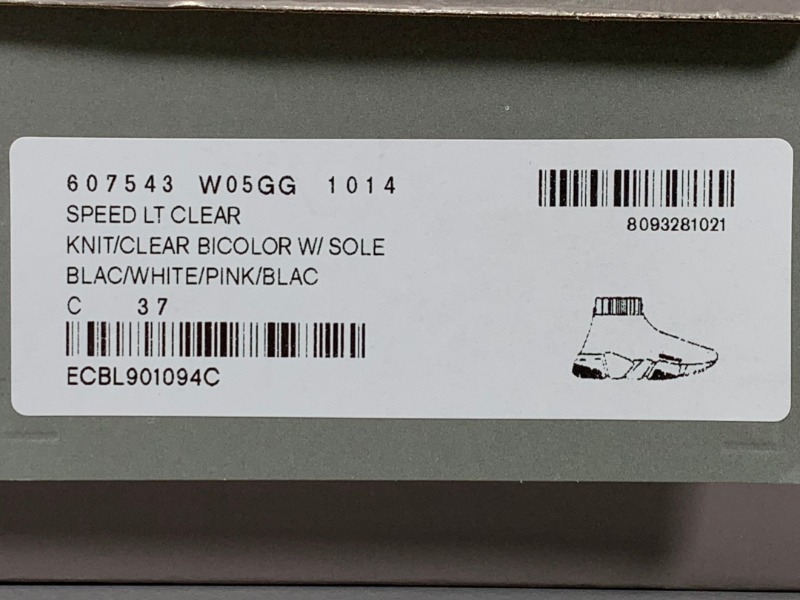 607543 W05GG 1014
SPEED LT CLEAR
KNIT/CLEAR BICOLOR W/ SOLE
BLAC/WHITE/PINK/BLAC
C 37
ECBL901094C
8093281021